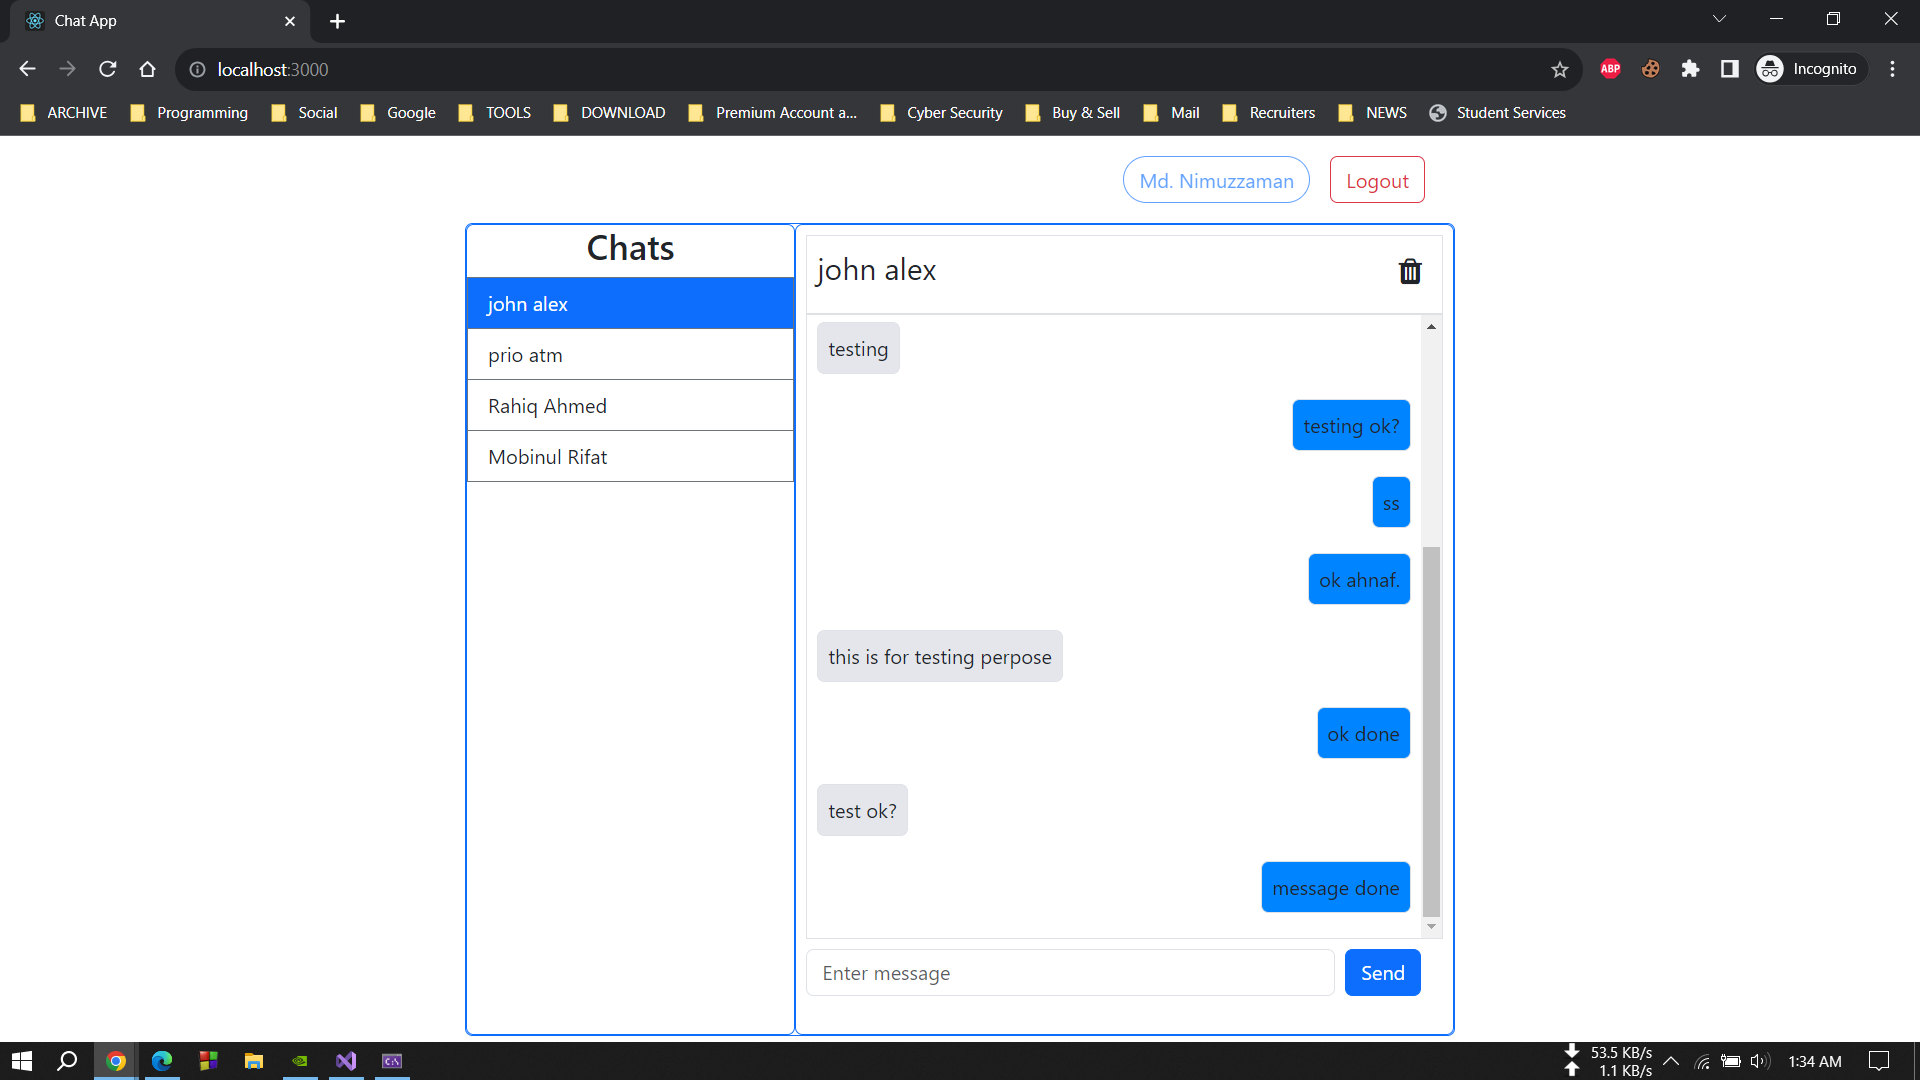 Chat App
localhost:3000
ABP
Incognito
ARCHIVE Programming Social Google TOOLS DOWNLOAD Premium Account a... Cyber Security Buy & Sell Mail Recruiters NEWS Student Services
Md. Nimuzzaman Logout
Chats
john alex
prio atm
Rahiq Ahmed
Mobinul Rifat
john alex
testing
testing ok?
ss
ok ahnaf.
this is for testing perpose
ok done
test ok?
message done
Enter message Send
53.5 KB/s
1.1 KB/s
1:34 AM
C:\